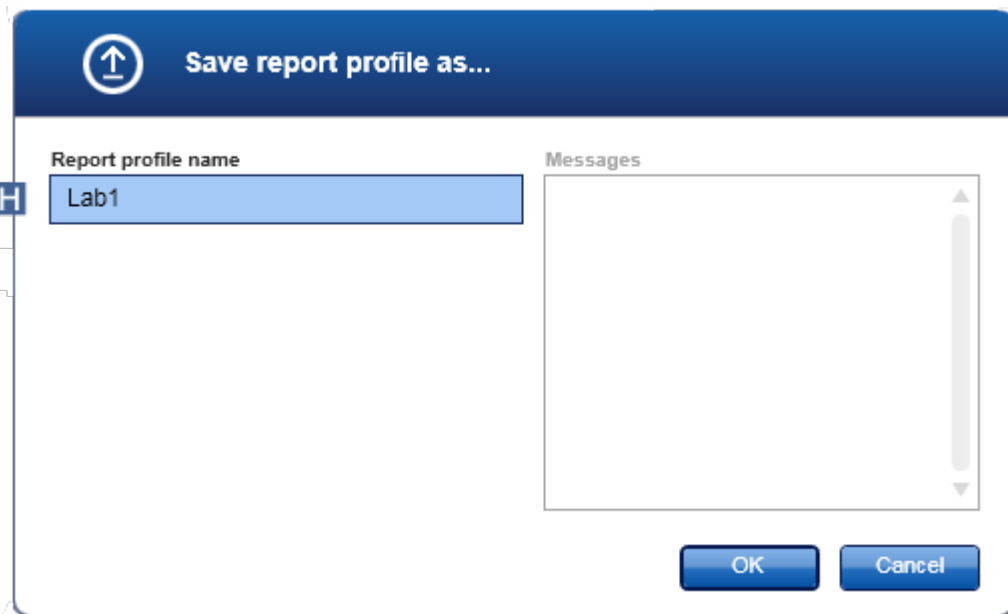 Save report profile as...
Report profile name
Messages
H
Lab1
OK
Cancel